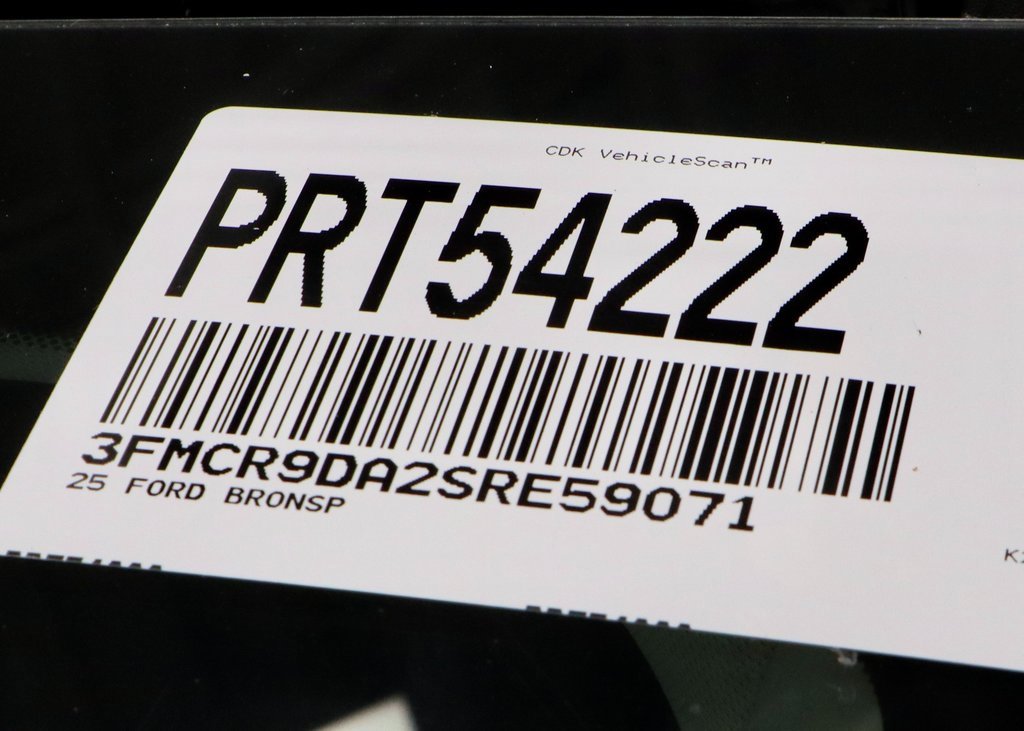 CDK VehicleScan™
PRT54222
3FMCR9DA2SRE59071
25 FORD BRONSP